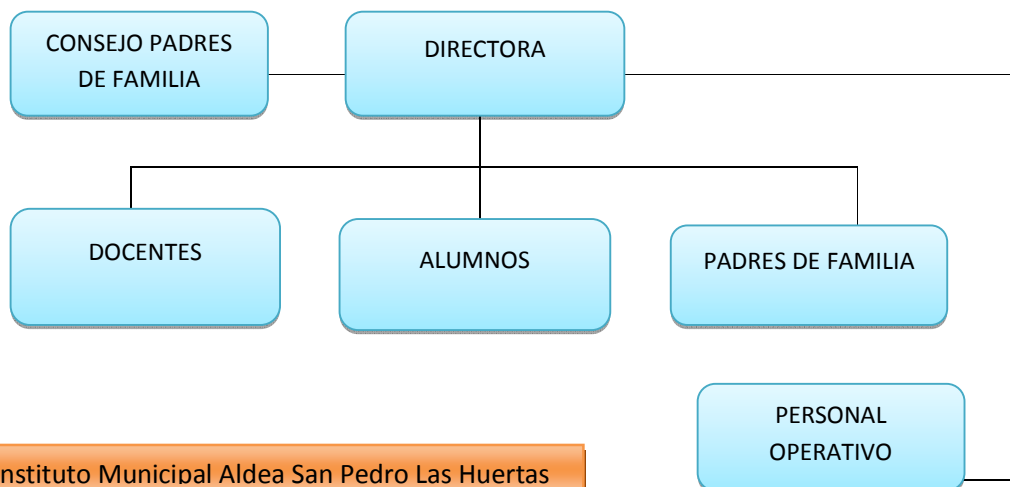 CONSEJO PADRES
DE FAMILIA
DIRECTORA
DOCENTES
ALUMNOS
PADRES DE FAMILIA
PERSONAL
OPERATIVO
nstituto Municipal Aldea San Pedro Las Huertas